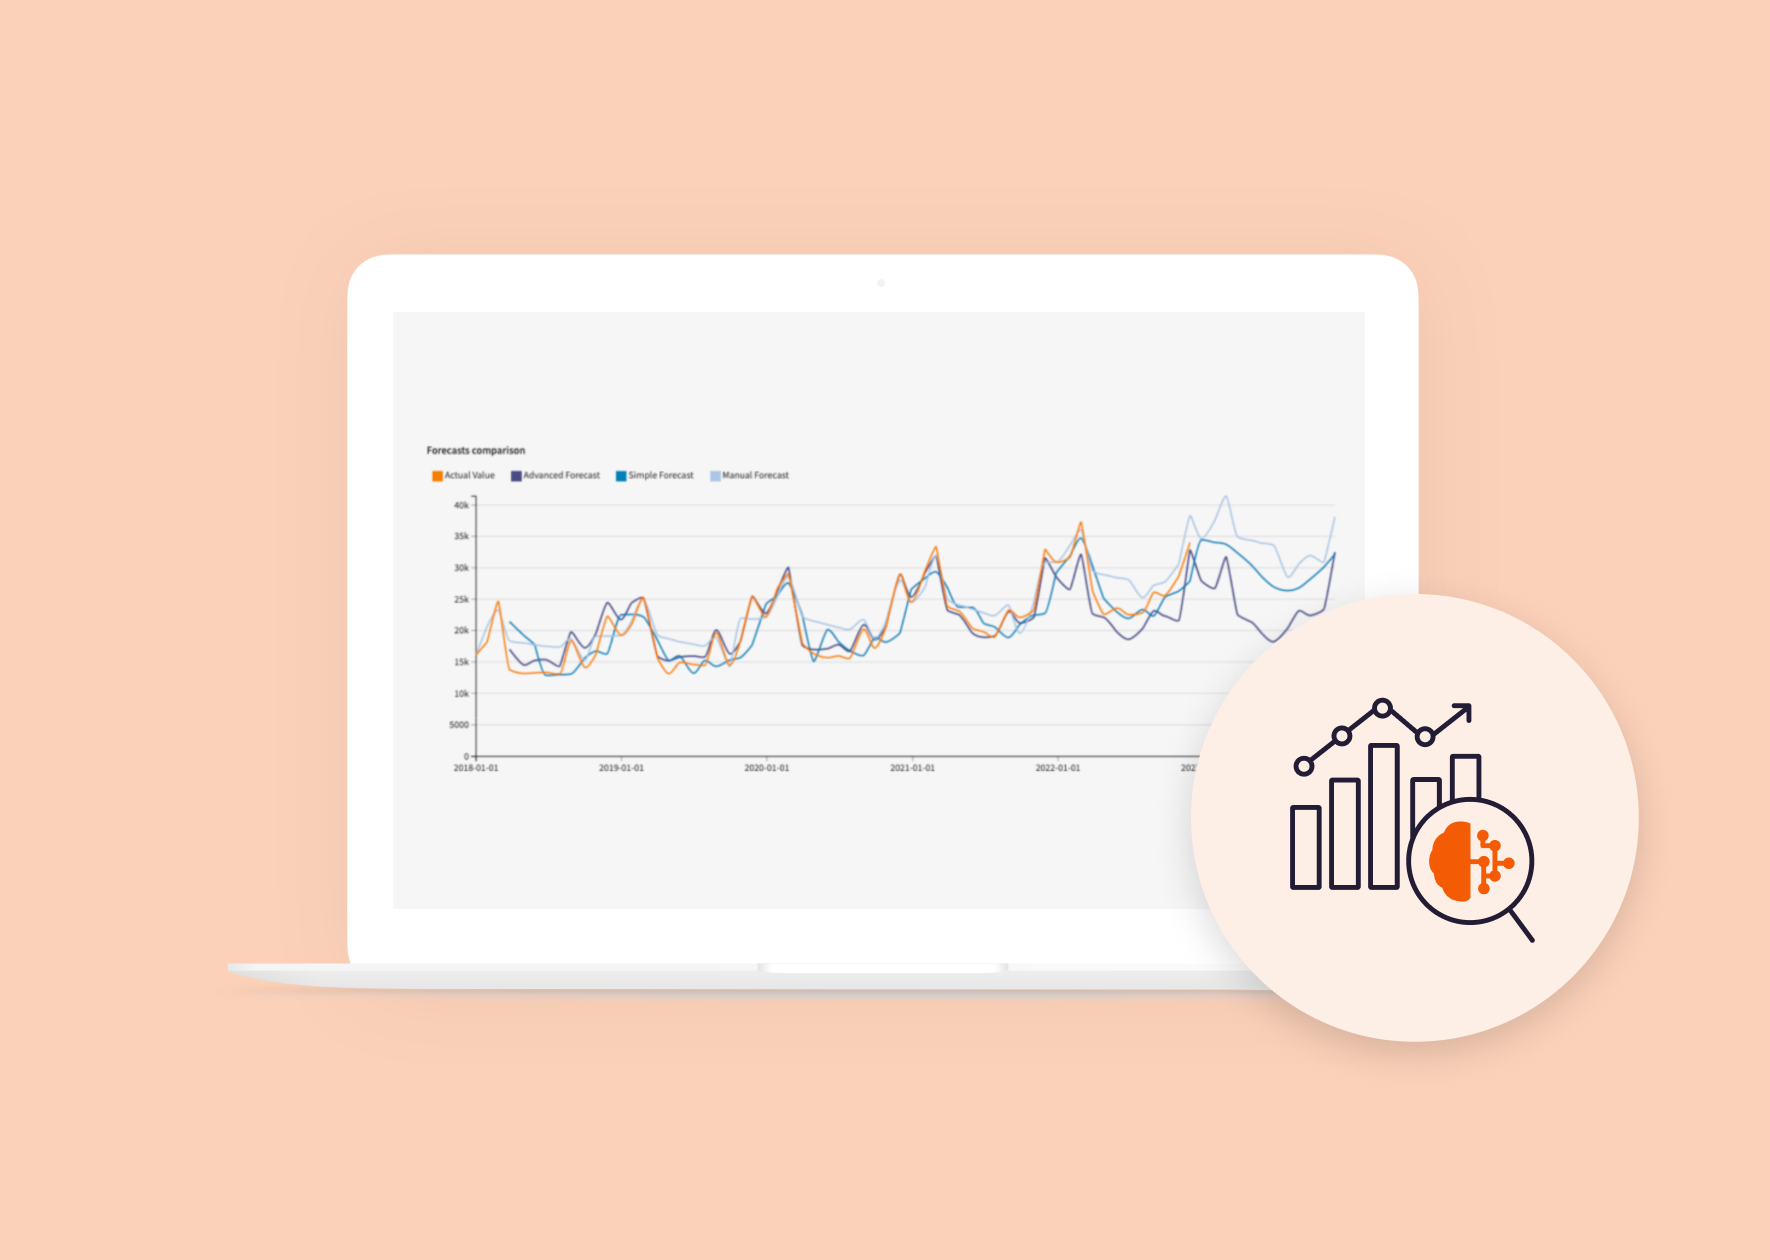 Forecasts comparison
Actual Value Advanced Forecast Simple Forecast Manual Forecast
40k
35k
30k
25k
20k
15k
10k
5000
0
2018-01-01 2019-01-01 2020-01-01 2021-01-01 2022-01-01 202